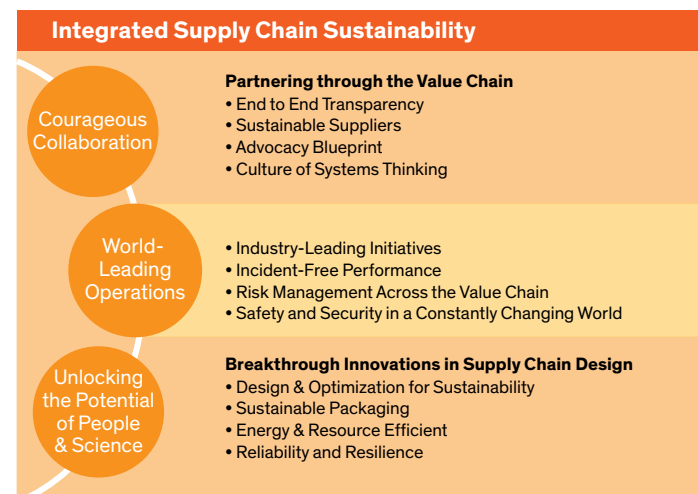 Integrated Supply Chain Sustainability
Courageous
Collaboration
Partnering through the Value Chain
• End to End Transparency
• Sustainable Suppliers
• Advocacy Blueprint
• Culture of Systems Thinking
World-
Leading
Operations
• Industry-Leading Initiatives
• Incident-Free Performance
• Risk Management Across the Value Chain
• Safety and Security in a Constantly Changing World
Unlocking
the Potential
of People
& Science
Breakthrough Innovations in Supply Chain Design
• Design & Optimization for Sustainability
• Sustainable Packaging
• Energy & Resource Efficient
• Reliability and Resilience